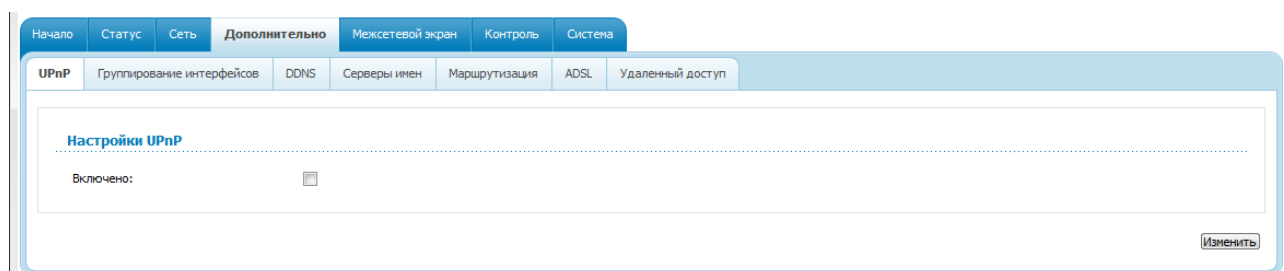 Начало Статус Сеть Дополнительно Межсетевой экран Контроль Система
UPnP Группирование интерфейсов DDNS Серверы имен Маршрутизация ADSL Удаленный доступ
Настройки UPnP
Включено:
Изменить